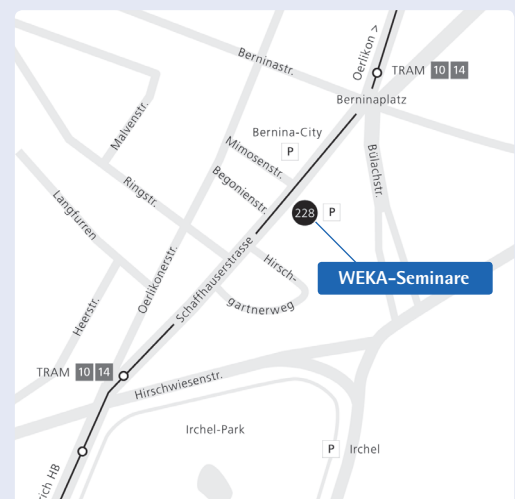 Oerlikon >
TRAM 10 14
Berninastr.
Berninaplatz
Bernina-City
P
Malvenstr.
Mimosenstr.
Bülachstr.
Ringstr.
Begonienstr.
Langfurren
228 P
Oerlikonerstr.
Schaffhauserstrasse
Hirsch-
gartnerweg
WEKA-Seminare
Heerstr.
TRAM 10 14
Hirschwiesenstr.
Irchel-Park
P Irchel
HB